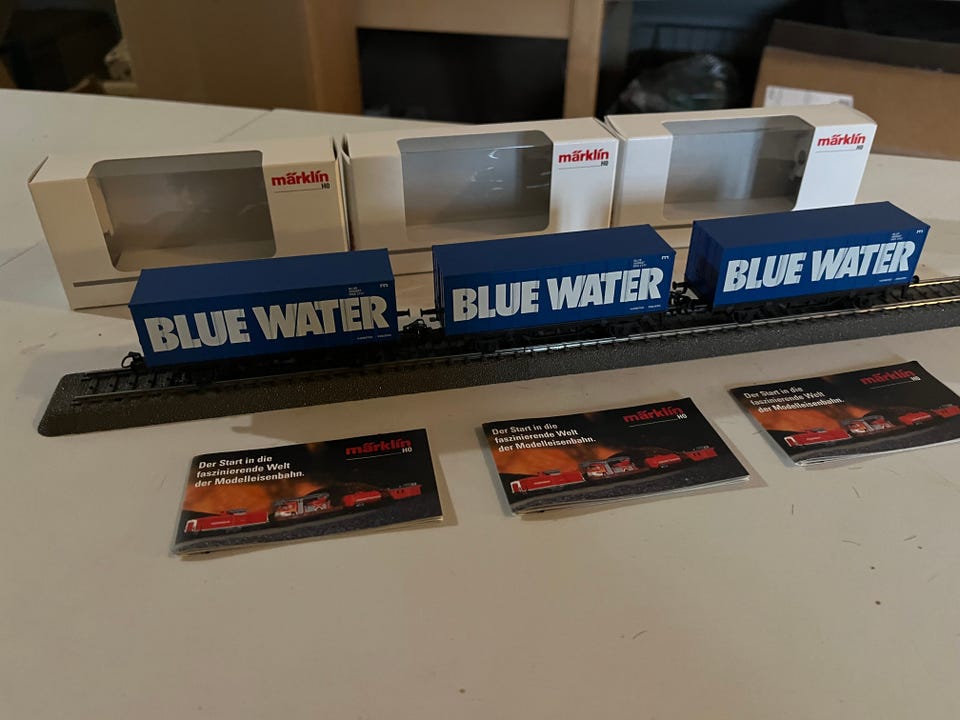 märklin
H0
märklin
H0
märklin
H0
BLUE WATER
BLUE WATER
BLUE WATER
märklin
H0
Der Start in die
faszinierende Welt
der Modelleisenbahn.
märklin
H0
Der Start in die
faszinierende Welt
der Modelleisenbahn.
märklin
H0
Der Start in die
faszinierende Welt
der Modelleisenbahn.